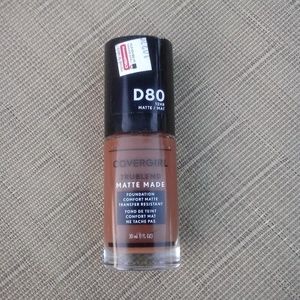 D80
12HR
MATTE / MAT
COVERGIRL
TRUBLEND
MATTE MADE
FOUNDATION
COMFORT MATTE
TRANSFER RESISTANT
FOND DE TEINT
CONFORT MAT
NE TACHE PAS
30 ml (1 FL OZ)